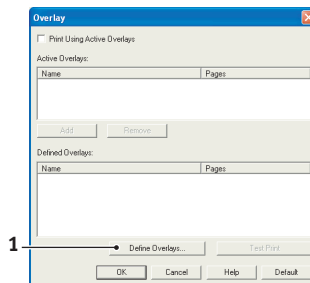 Overlay
Print Using Active Overlays
Active Overlays:
Name Pages
Add Remove
Defined Overlays:
Name Pages
1 Define Overlays... Test Print
OK Cancel Help Default